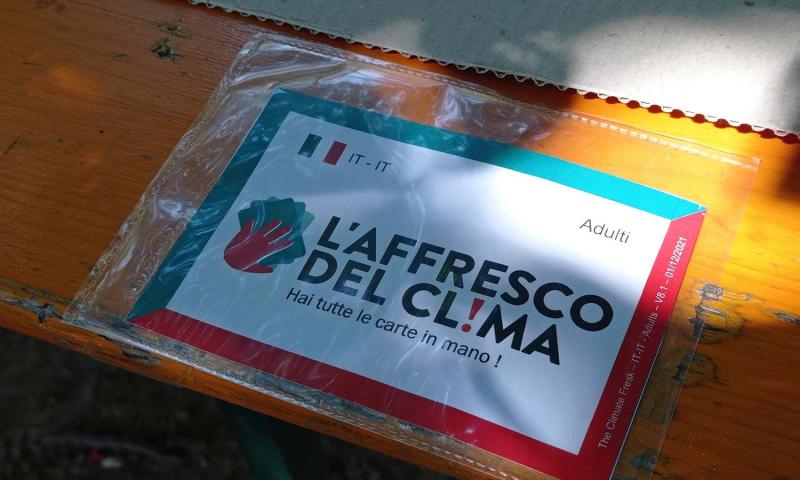 IT - IT
Adulti
L'AFFRESCO
DEL CL!MA
Hai tutte le carte in mano !
The Climate Fresk – IT-IT - Adults – V8.1 – 01/12/2021